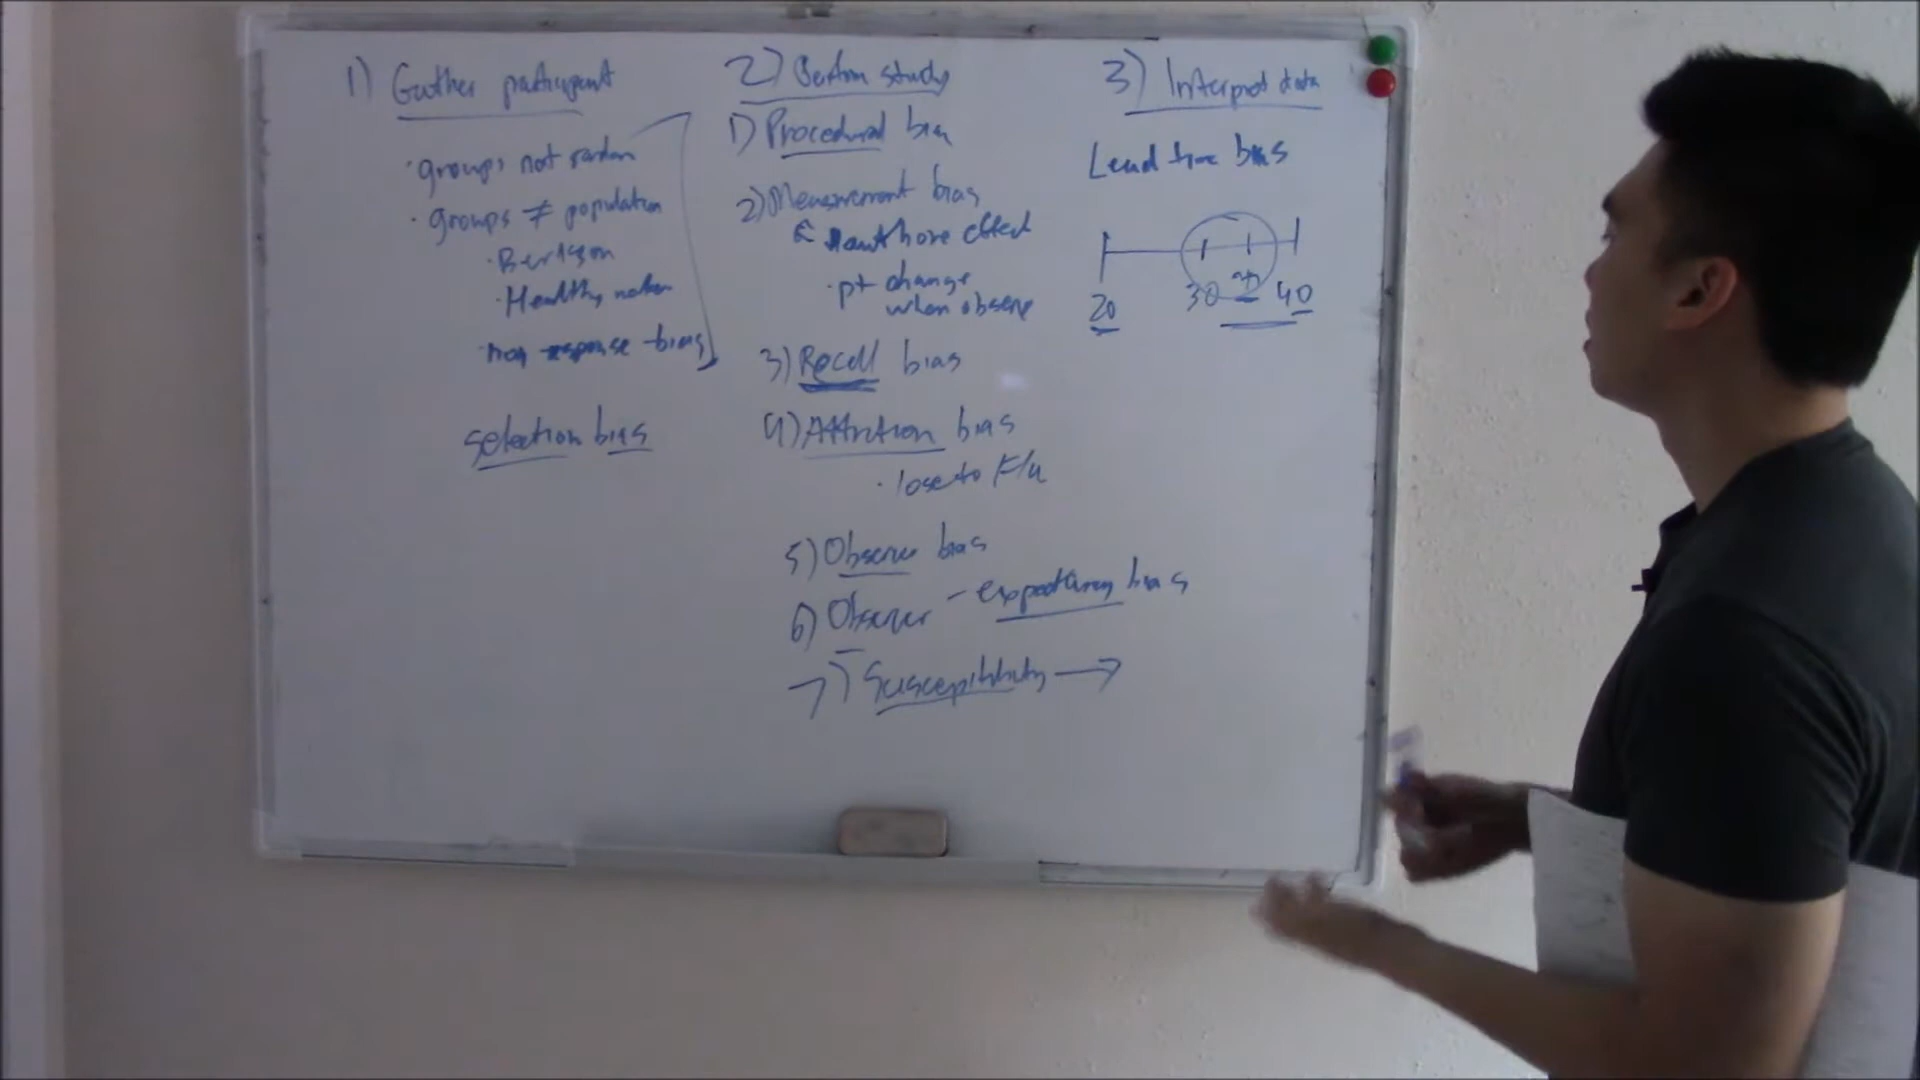 1) Gather participant
· groups not random
· groups ≠ population
· Berkson
· Healthy
· non response bias
selection bias
2) Perform study
1) Procedural bias
2) Measurement bias
hawthorne effect
· pt change
when observe
3) Recall bias
4) Attrition bias
· lose to F/u
5) Observer bias
6) Observer - expectancy bias
7) Susceptibility →
3) Interpret data
Lead time bias
20 30 40